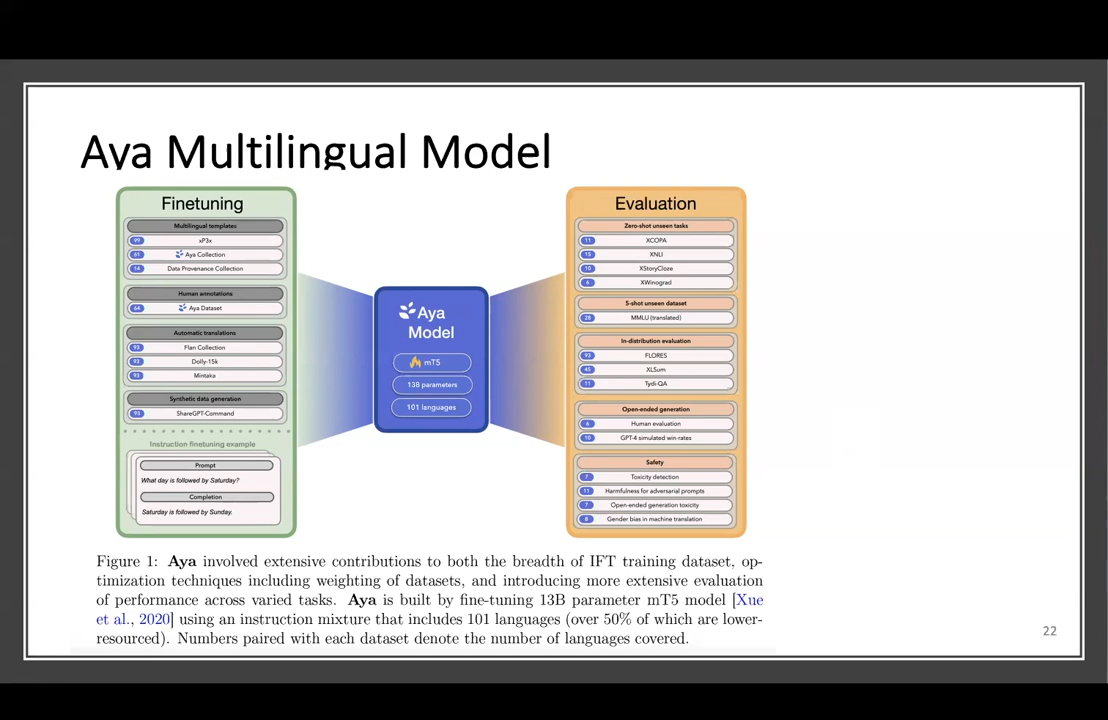 Aya Multilingual Model
Finetuning
Multilingual templates
99 xP3x
61 Aya Collection
14 Data Provenance Collection
Human annotations
64 Aya Dataset
Automatic translations
93 Flan Collection
93 Dolly-15k
93 Mintaka
Synthetic data generation
93 ShareGPT-Command
Instruction finetuning example
Prompt
What day is followed by Saturday?
Completion
Saturday is followed by Sunday.
Aya
Model
mT5
13B parameters
101 languages
Evaluation
Zero-shot unseen tasks
11 XCOPA
15 XNLI
10 XStoryCloze
6 XWinograd
5-shot unseen dataset
28 MMLU (translated)
In-distribution evaluation
93 FLORES
45 XLSum
11 Tydi-QA
Open-ended generation
6 Human evaluation
10 GPT-4 simulated win-rates
Safety
7 Toxicity detection
11 Harmfulness for adversarial prompts
7 Open-ended generation toxicity
8 Gender bias in machine translation
Figure 1: Aya involved extensive contributions to both the breadth of IFT training dataset, op-
timization techniques including weighting of datasets, and introducing more extensive evaluation
of performance across varied tasks. Aya is built by fine-tuning 13B parameter mT5 model [Xue
et al., 2020] using an instruction mixture that includes 101 languages (over 50% of which are lower-
resourced). Numbers paired with each dataset denote the number of languages covered.
22